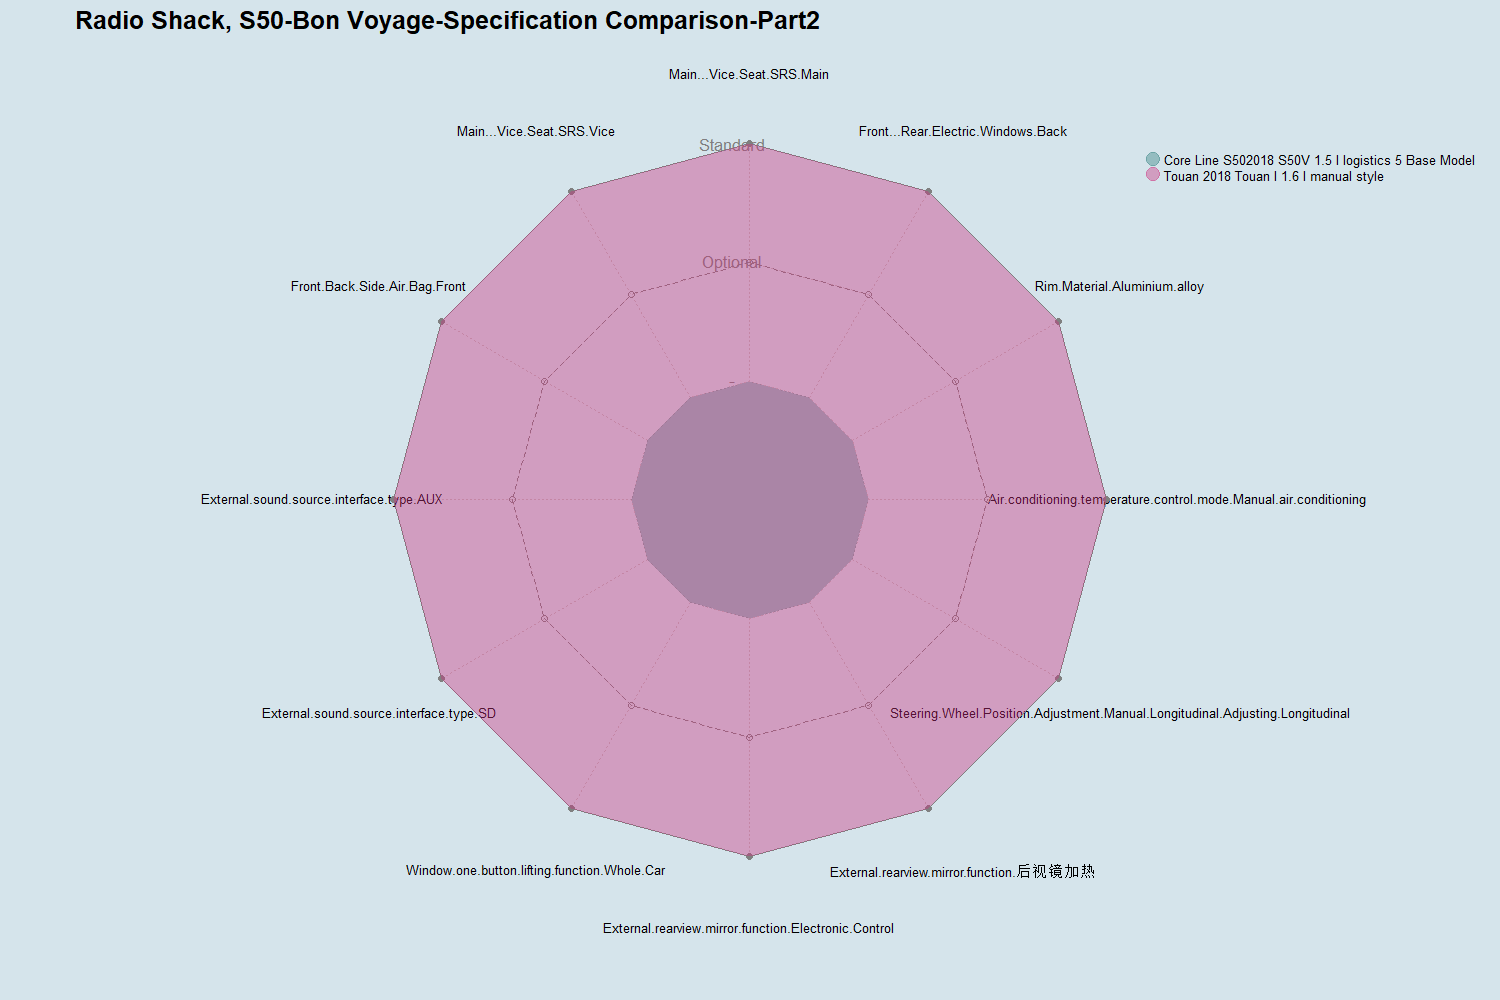 Radio Shack, S50-Bon Voyage-Specification Comparison-Part2
Main...Vice.Seat.SRS.Main
Main...Vice.Seat.SRS.Vice
Front...Rear.Electric.Windows.Back
Standard
Core Line S502018 S50V 1.5 l logistics 5 Base Model
Touan 2018 Touan l 1.6 l manual style
Optional
Front.Back.Side.Air.Bag.Front
Rim.Material.Aluminium.alloy
–
External.sound.source.interface.type.AUX
Air.conditioning.temperature.control.mode.Manual.air.conditioning
External.sound.source.interface.type.SD
Steering.Wheel.Position.Adjustment.Manual.Longitudinal.Adjusting.Longitudinal
Window.one.button.lifting.function.Whole.Car
External.rearview.mirror.function.后视镜加热
External.rearview.mirror.function.Electronic.Control